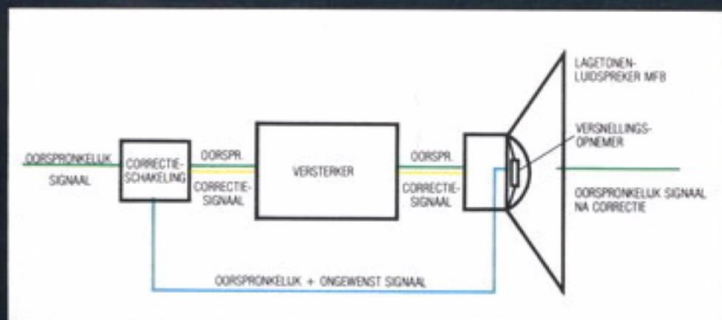 LAGETONEN-
LUIDSPREKER MFB
VERSNELLINGS-
OPNEMER
OORSPRONKELIJK
SIGNAAL
CORRECTIE-
SCHAKELING
OORSPR.
CORRECTIE-
SIGNAAL
VERSTERKER
OORSPR.
CORRECTIE-
SIGNAAL
OORSPRONKELIJK SIGNAAL
NA CORRECTIE
OORSPRONKELIJK + ONGEWENST SIGNAAL